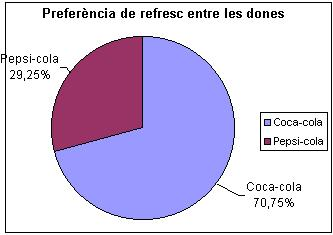 Preferència de refresc entre les dones
Pepsi-cola
29,25%
Coca-cola
Pepsi-cola
Coca-cola
70,75%